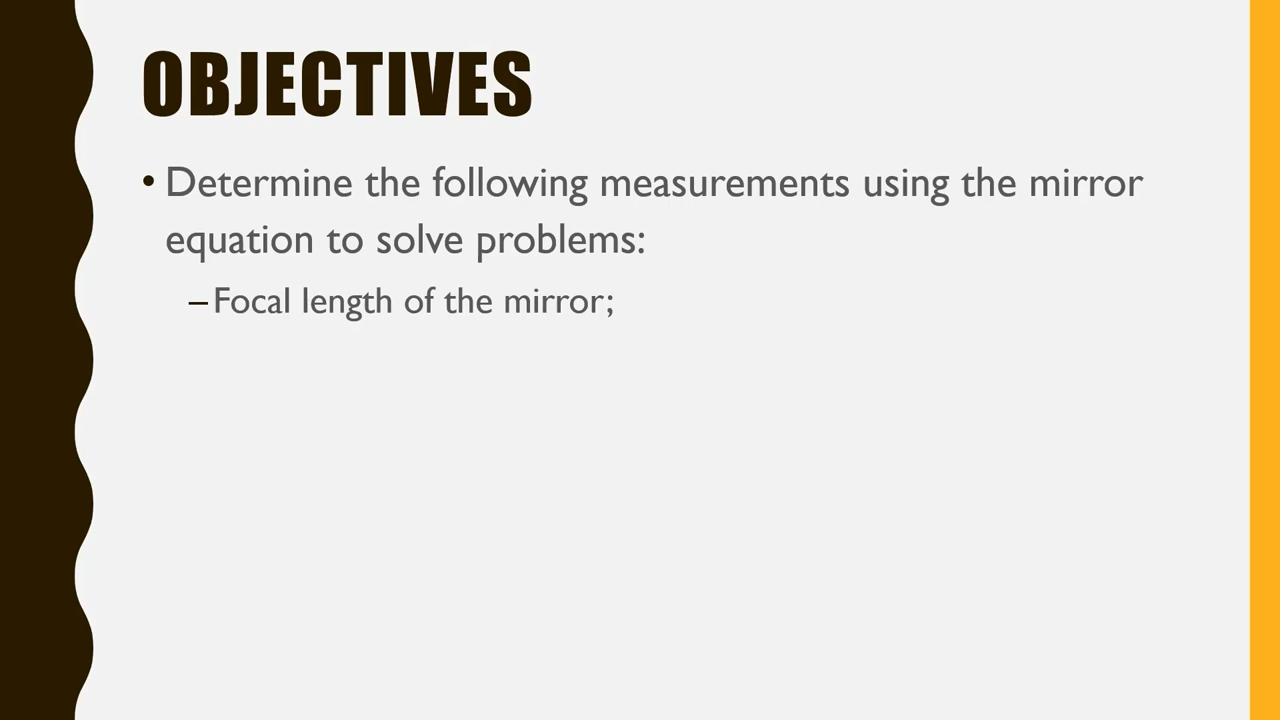 OBJECTIVES
• Determine the following measurements using the mirror
equation to solve problems:
–Focal length of the mirror;